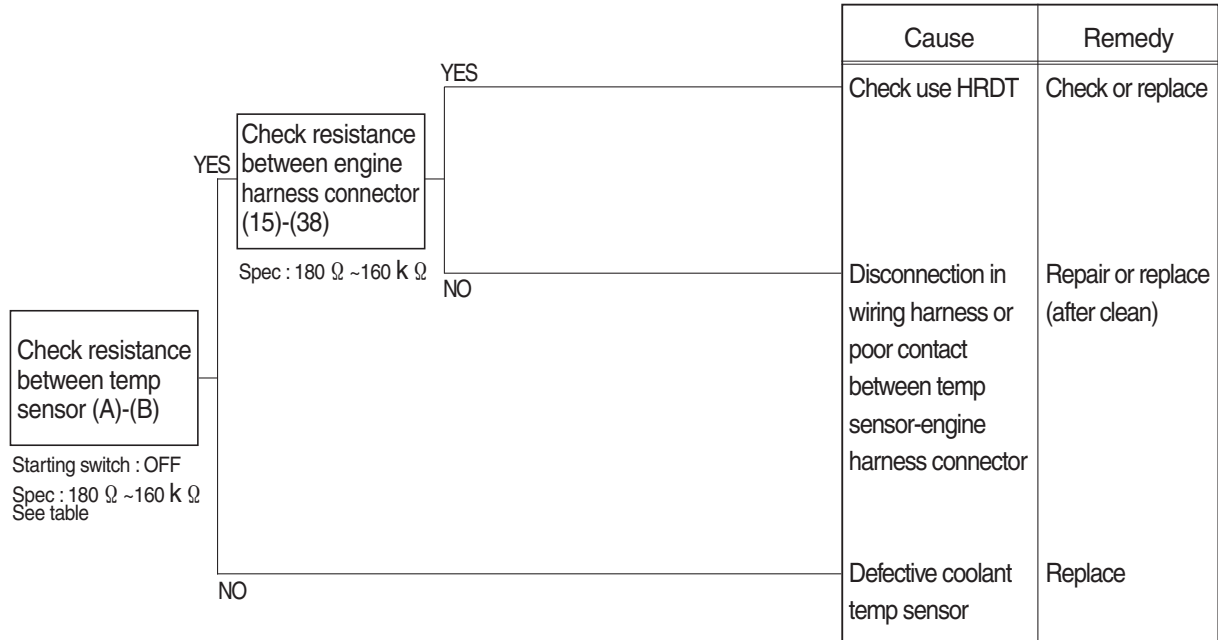 Cause
Remedy
YES
Check use HRDT
Check or replace
Check resistance
between engine
harness connector
(15)-(38)
YES
Spec : 180 Ω ~160 k Ω
NO
Disconnection in
wiring harness or
poor contact
between temp
sensor-engine
harness connector
Repair or replace
(after clean)
Check resistance
between temp
sensor (A)-(B)
Starting switch : OFF
Spec : 180 Ω ~160 k Ω
See table
NO
Defective coolant
temp sensor
Replace